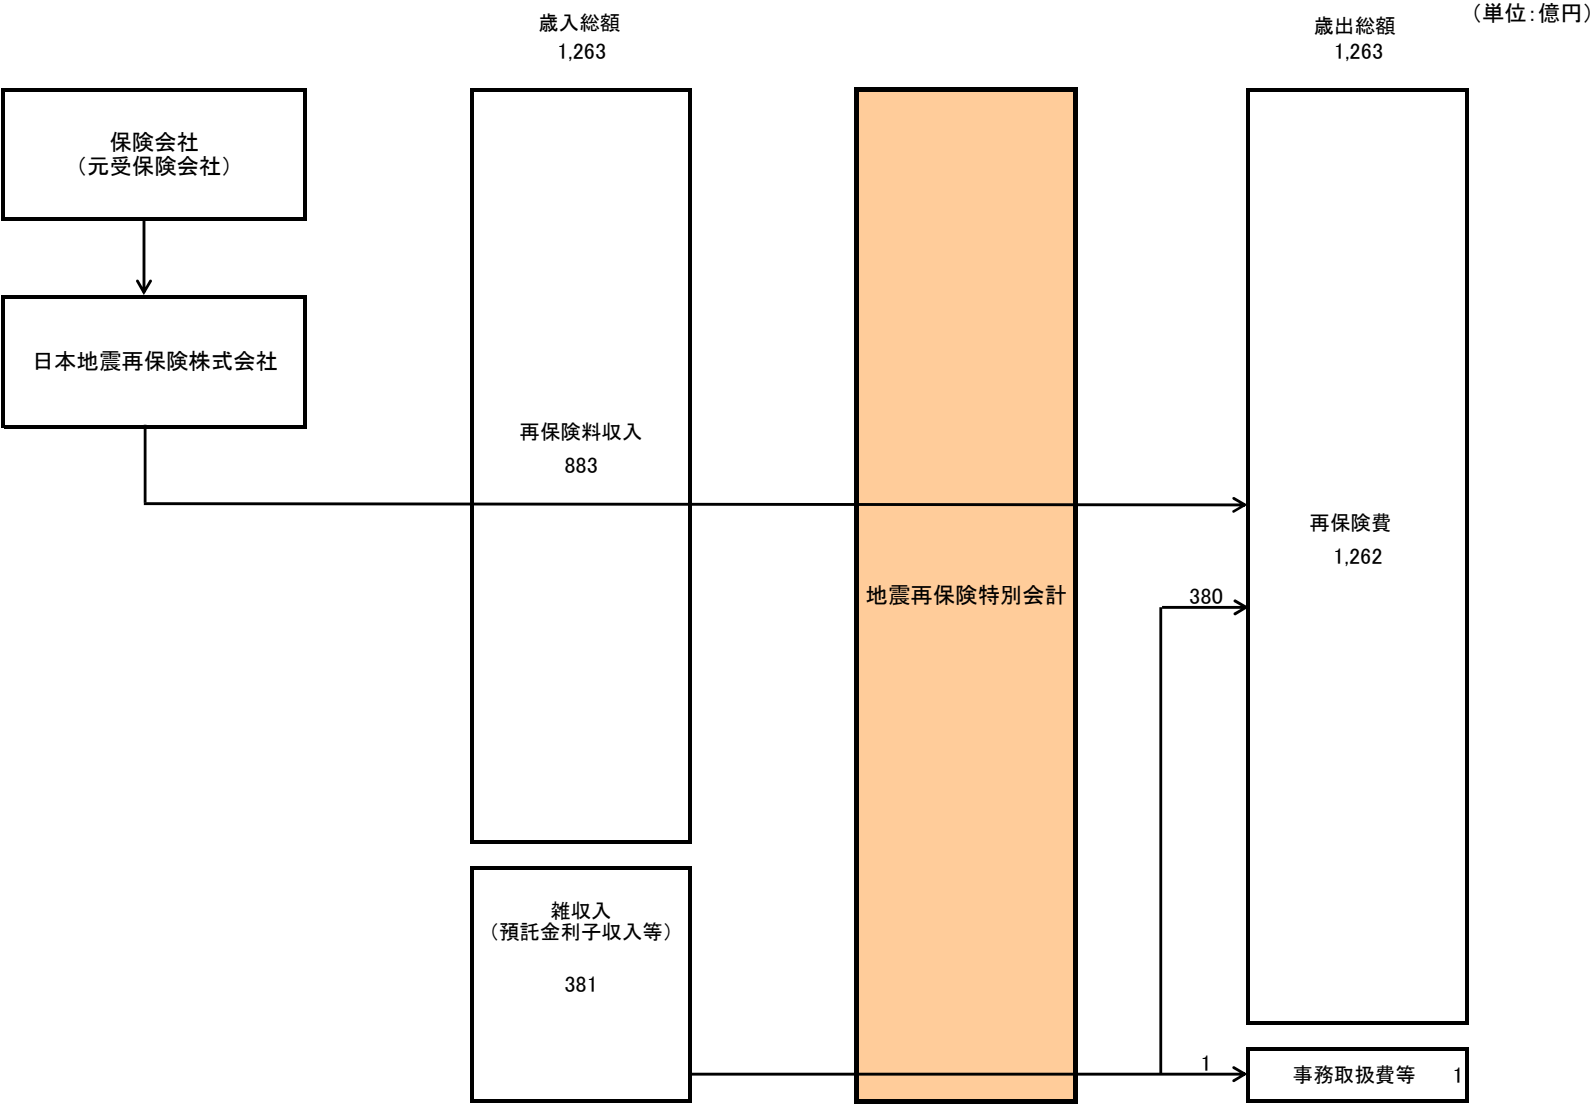 （単位：億円）
歳入総額
1,263
歳出総額
1,263
保険会社
（元受保険会社）
日本地震再保険株式会社
再保険料収入
883
再保険費
1,262
地震再保険特別会計
380
雑収入
（預託金利子収入等）
381
1
事務取扱費等 1